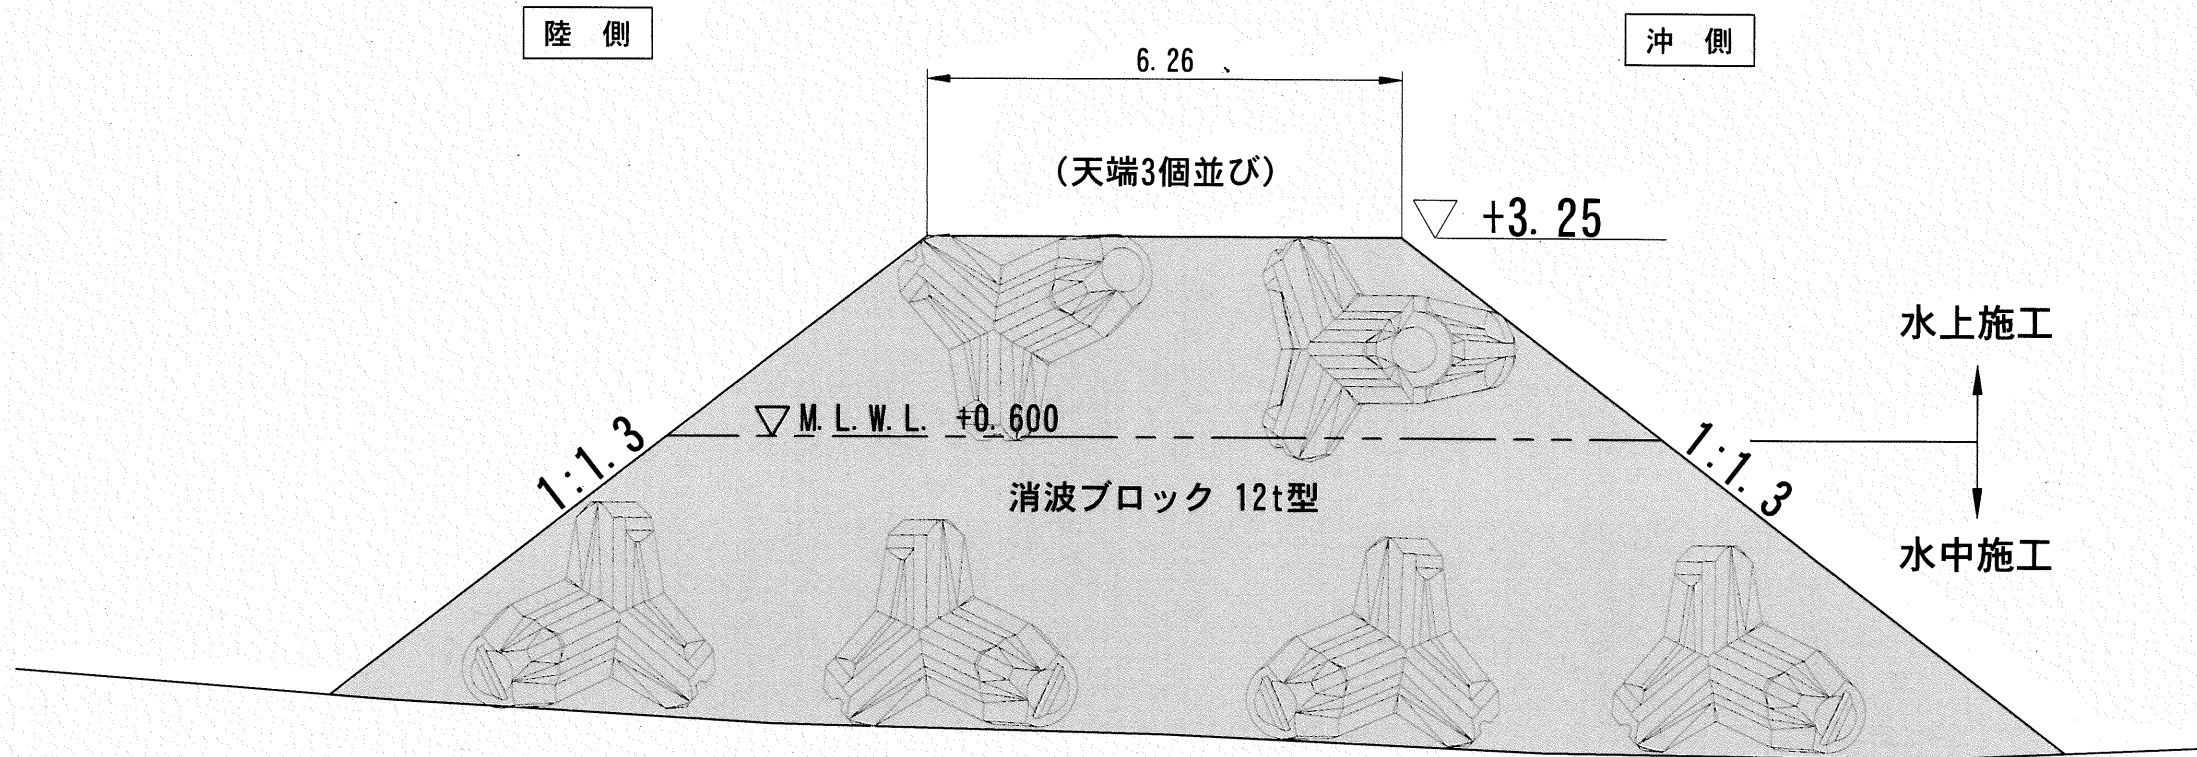 陸 側
沖 側
6. 26
(天端3個並び)
+3. 25
水上施工
M. L. W. L. +0. 600
1:1. 3
1:1. 3
消波ブロック 12t型
水中施工